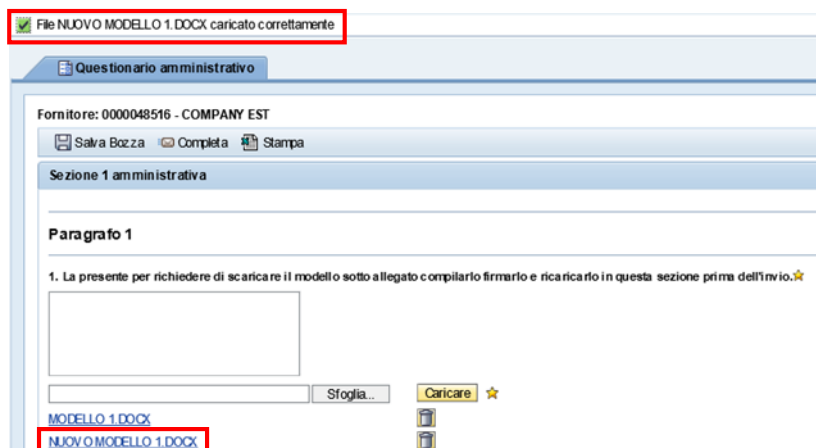 File NUOVO MODELLO 1.DOCX caricato correttamente
Questionario amministrativo
Fornitore: 0000048516 - COMPANY EST
Salva Bozza Completa Stampa
Sezione 1 amministrativa
Paragrafo 1
1. La presente per richiedere di scaricare il modello sotto allegato compilarlo firmarlo e ricaricarlo in questa sezione prima dell'invio.
Sfoglia... Caricare
MODELLO 1.DOCX
NUOVO MODELLO 1.DOCX